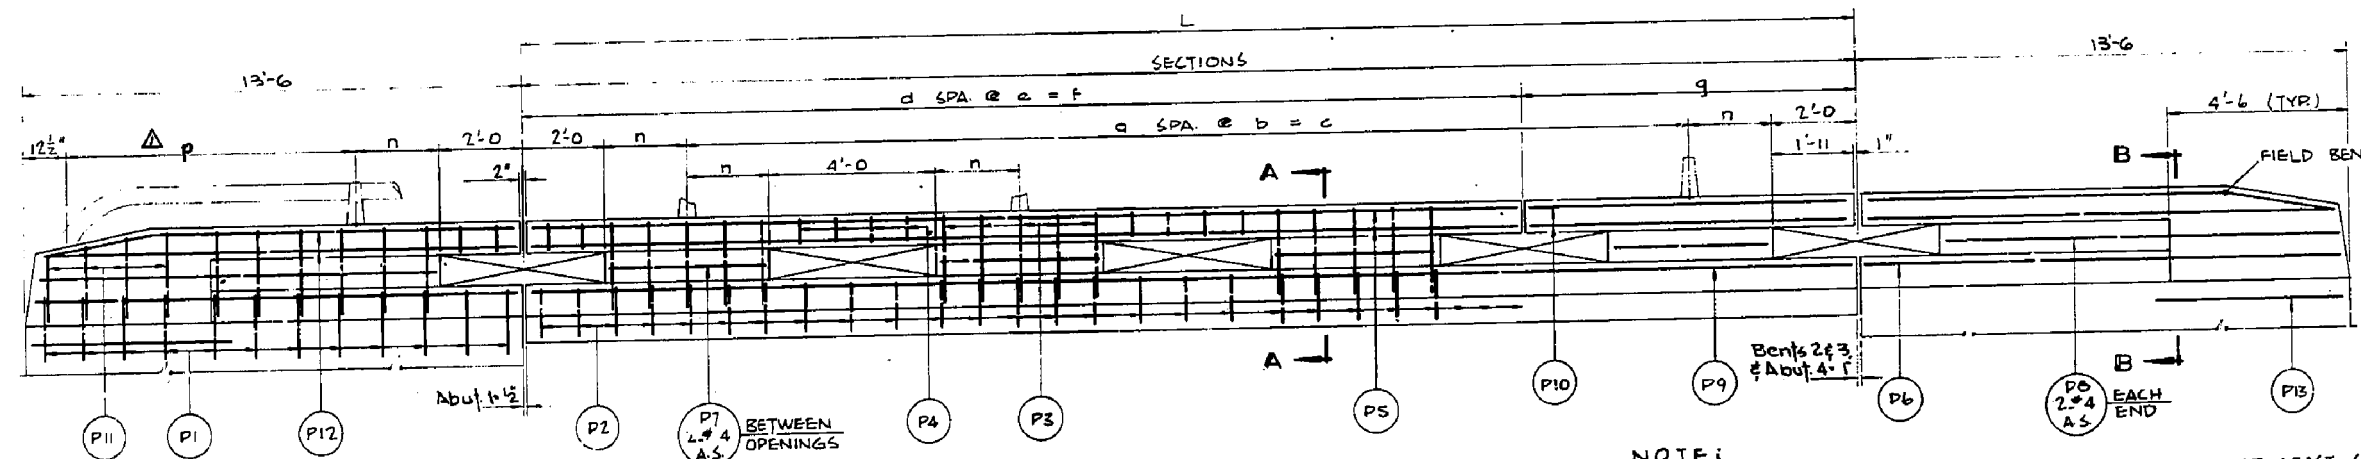 L
13'-6
SECTIONS
13'-6
d SPA. @ e = f
g
4'-6 (TYP.)
a SPA. @ b = c
12½"
p
n
2'-0
2'-0
n
n
2'-0
2"
n
4'-0
n
1'-11
1"
A
B
FIELD BEN
A
B
Abut. 1 = ½"
Bents 2 & 3
& Abut. 4 = 1"
P11
P1
P12
P2
P7
2-#4
A.S.
BETWEEN
OPENINGS
P4
P3
P5
P10
P9
P6
P8
2-#4
A.S.
EACH
END
P13
NOTE: